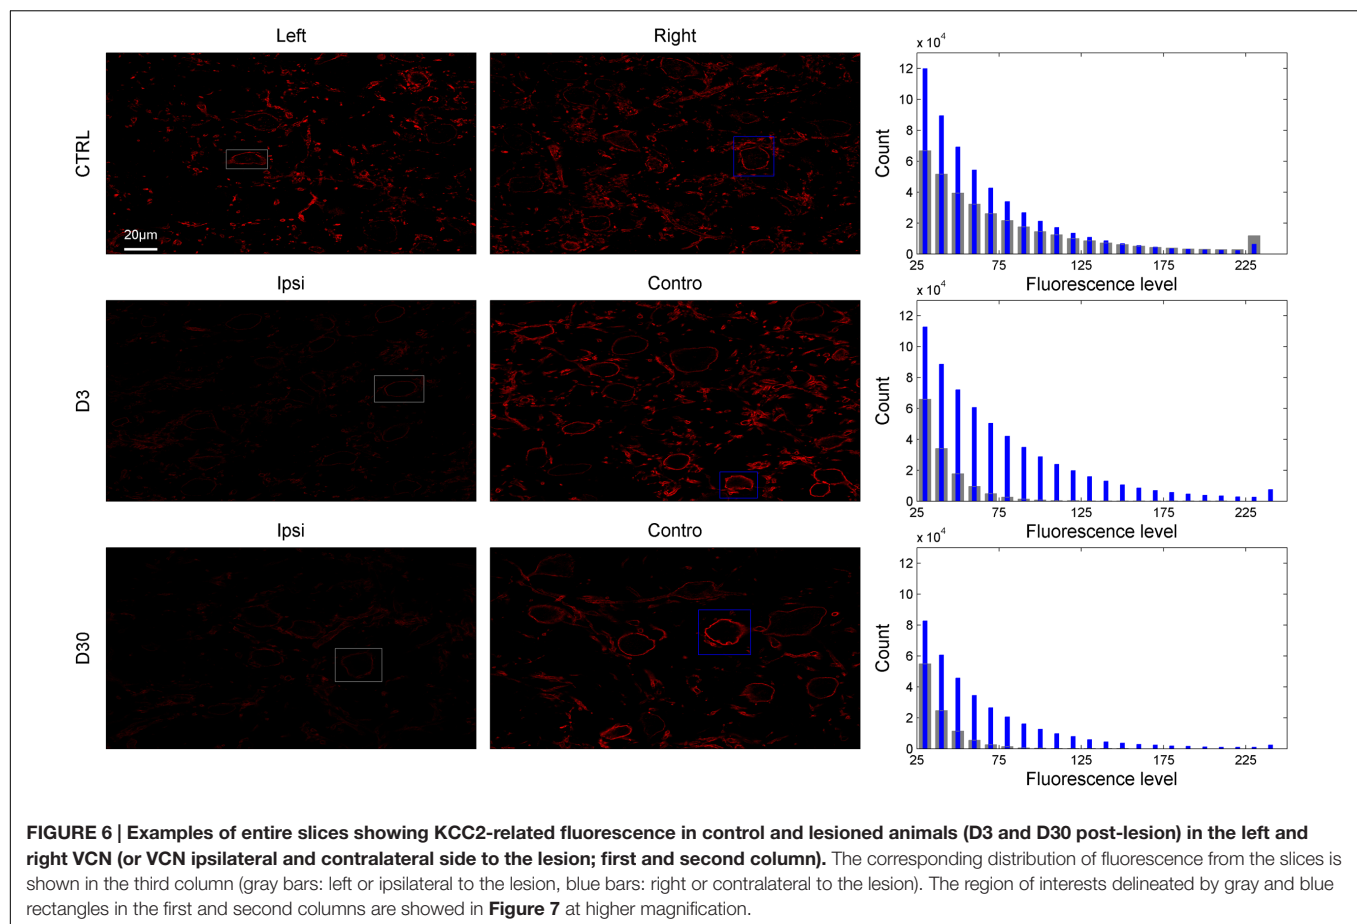 Left
Right
CTRL
20µm
x 10⁴
12
10
8
6
4
2
0
Count
25
75
125
175
225
Fluorescence level
Ipsi
Contro
D3
x 10⁴
12
10
8
6
4
2
0
Count
25
75
125
175
225
Fluorescence level
Ipsi
Contro
D30
x 10⁴
12
10
8
6
4
2
0
Count
25
75
125
175
225
Fluorescence level
FIGURE 6 | Examples of entire slices showing KCC2-related fluorescence in control and lesioned animals (D3 and D30 post-lesion) in the left and
right VCN (or VCN ipsilateral and contralateral side to the lesion; first and second column). The corresponding distribution of fluorescence from the slices is
shown in the third column (gray bars: left or ipsilateral to the lesion, blue bars: right or contralateral to the lesion). The region of interests delineated by gray and blue
rectangles in the first and second columns are showed in Figure 7 at higher magnification.